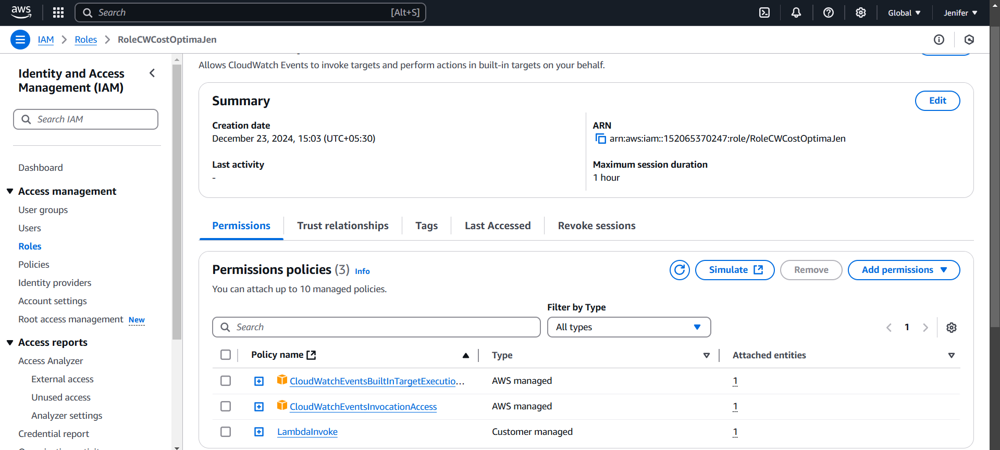 aws
Search
[Alt+S]
Global
Jenifer
IAM
Roles
RoleCWCostOptimaJen
Identity and Access
Management (IAM)
Search IAM
Dashboard
Access management
User groups
Users
Roles
Policies
Identity providers
Account settings
Root access management New
Access reports
Access Analyzer
External access
Unused access
Analyzer settings
Credential report
Allows CloudWatch Events to invoke targets and perform actions in built-in targets on your behalf.
Summary
Edit
Creation date
December 23, 2024, 15:03 (UTC+05:30)
ARN
arn:aws:iam::152065370247:role/RoleCWCostOptimaJen
Last activity
-
Maximum session duration
1 hour
Permissions
Trust relationships
Tags
Last Accessed
Revoke sessions
Permissions policies (3) Info
You can attach up to 10 managed policies.
Simulate
Remove
Add permissions
Filter by Type
Search
All types
1
Policy name
Type
Attached entities
CloudWatchEventsBuiltInTargetExecutio...
AWS managed
1
CloudWatchEventsInvocationAccess
AWS managed
1
LambdaInvoke
Customer managed
1